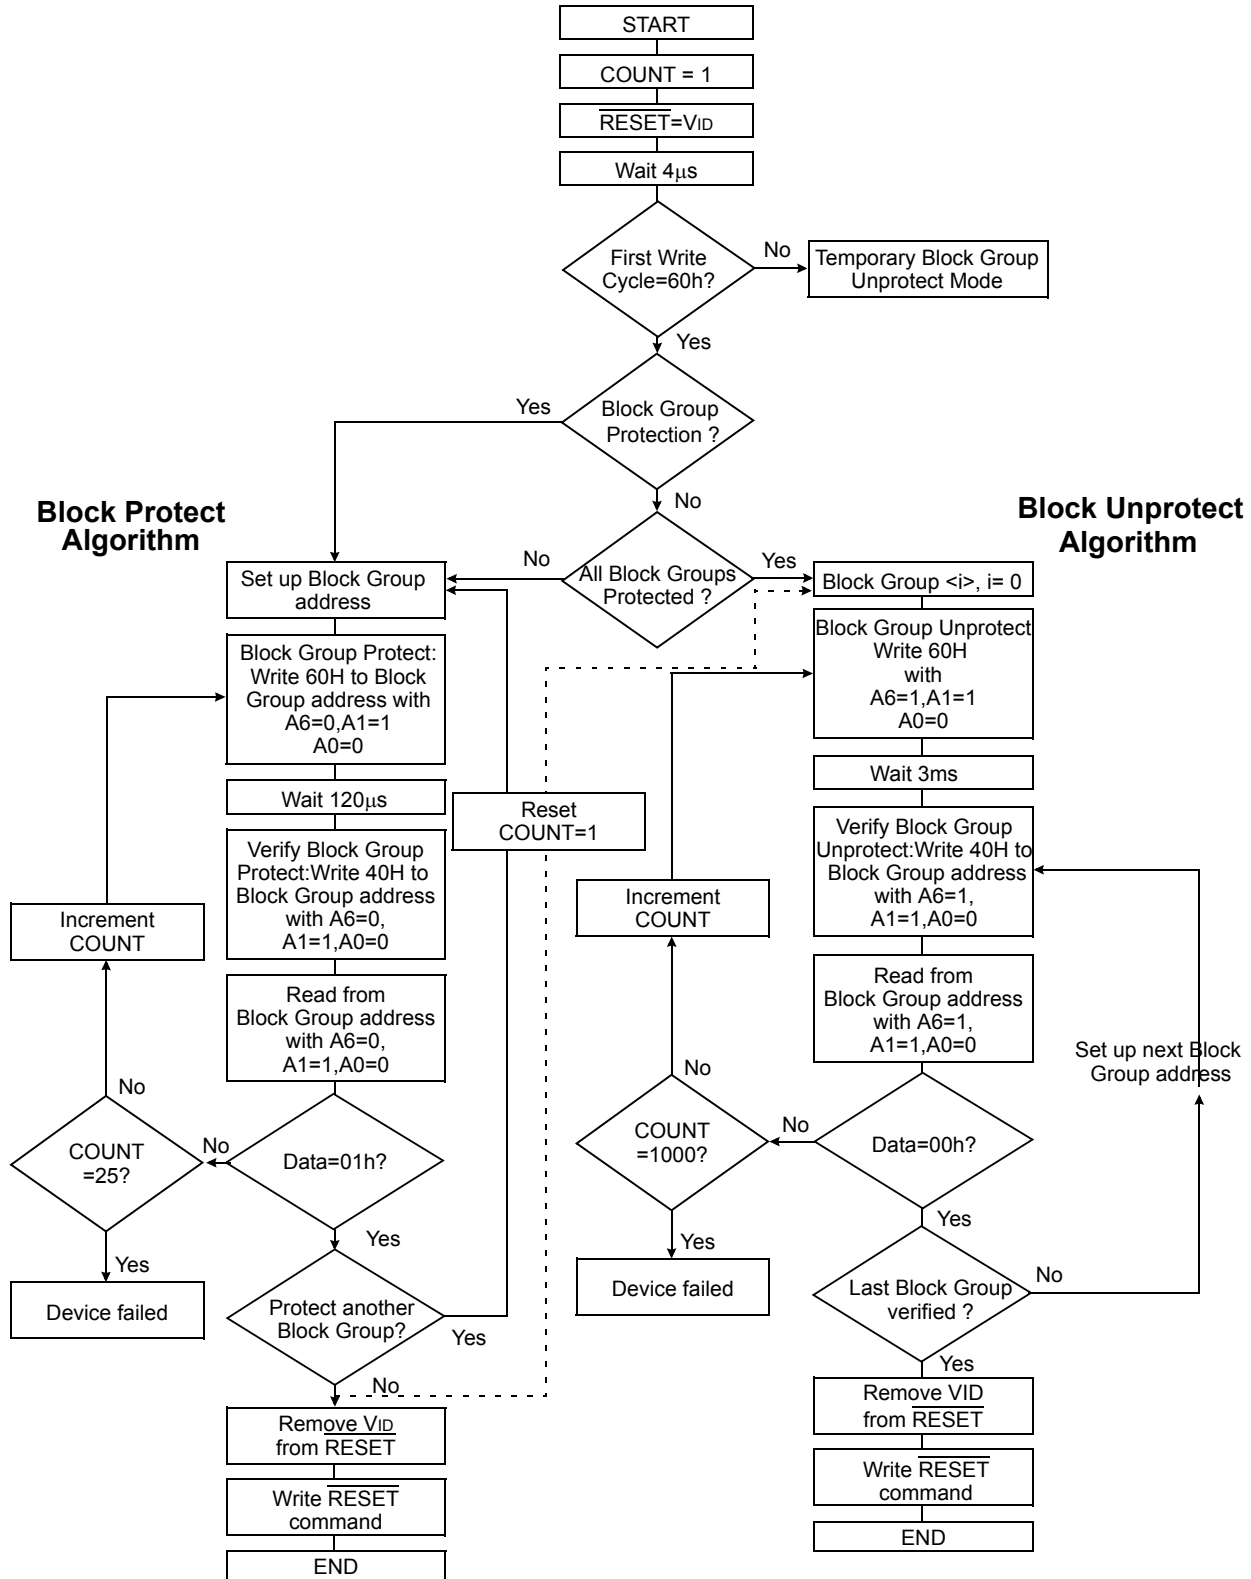 START
COUNT = 1
RESET=VID
Wait 4μs
First Write
Cycle=60h?
No
Temporary Block Group
Unprotect Mode
Yes
Block Group
Protection ?
Yes
No
Block Protect
Algorithm
Block Unprotect
Algorithm
All Block Groups
Protected ?
No
Yes
Set up Block Group
address
Block Group Protect:
Write 60H to Block
Group address with
A6=0,A1=1
A0=0
Wait 120μs
Verify Block Group
Protect:Write 40H to
Block Group address
with A6=0,
A1=1,A0=0
Read from
Block Group address
with A6=0,
A1=1,A0=0
Reset
COUNT=1
Increment
COUNT
No
COUNT
=25?
No
Data=01h?
Yes
Yes
Device failed
Protect another
Block Group?
Yes
No
Remove VID
from RESET
Write RESET
command
END
Block Group <i>, i= 0
Block Group Unprotect
Write 60H
with
A6=1,A1=1
A0=0
Wait 3ms
Verify Block Group
Unprotect:Write 40H to
Block Group address
with A6=1,
A1=1,A0=0
Read from
Block Group address
with A6=1,
A1=1,A0=0
Set up next Block
Group address
Increment
COUNT
No
COUNT
=1000?
No
Data=00h?
Yes
Yes
Device failed
Last Block Group
verified ?
No
Yes
Remove VID
from RESET
Write RESET
command
END